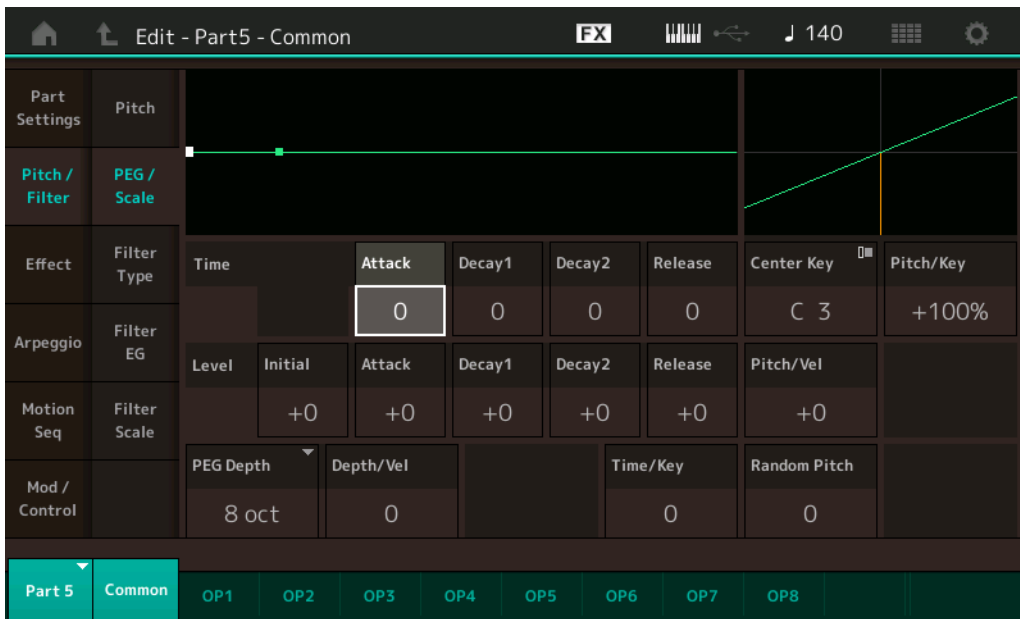 Edit - Part5 - Common
FX
140
Part
Settings
Pitch
Pitch /
Filter
PEG /
Scale
Effect
Filter
Type
Arpeggio
Filter
EG
Motion
Seq
Filter
Scale
Mod /
Control
Time
Attack
Decay1
Decay2
Release
Center Key
Pitch/Key
0
0
0
0
C 3
+100%
Level
Initial
Attack
Decay1
Decay2
Release
Pitch/Vel
+0
+0
+0
+0
+0
+0
PEG Depth
Depth/Vel
Time/Key
Random Pitch
8 oct
0
0
0
Part 5
Common
OP1
OP2
OP3
OP4
OP5
OP6
OP7
OP8